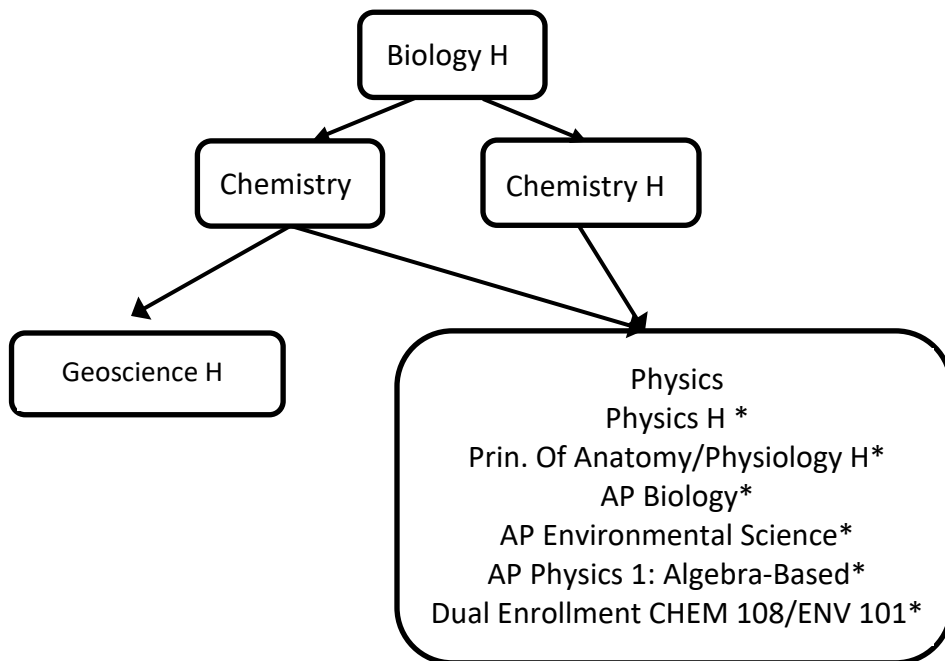 Biology H
Chemistry
Chemistry H
Geoscience H
Physics
Physics H *
Prin. Of Anatomy/Physiology H*
AP Biology*
AP Environmental Science*
AP Physics 1: Algebra-Based*
Dual Enrollment CHEM 108/ENV 101*